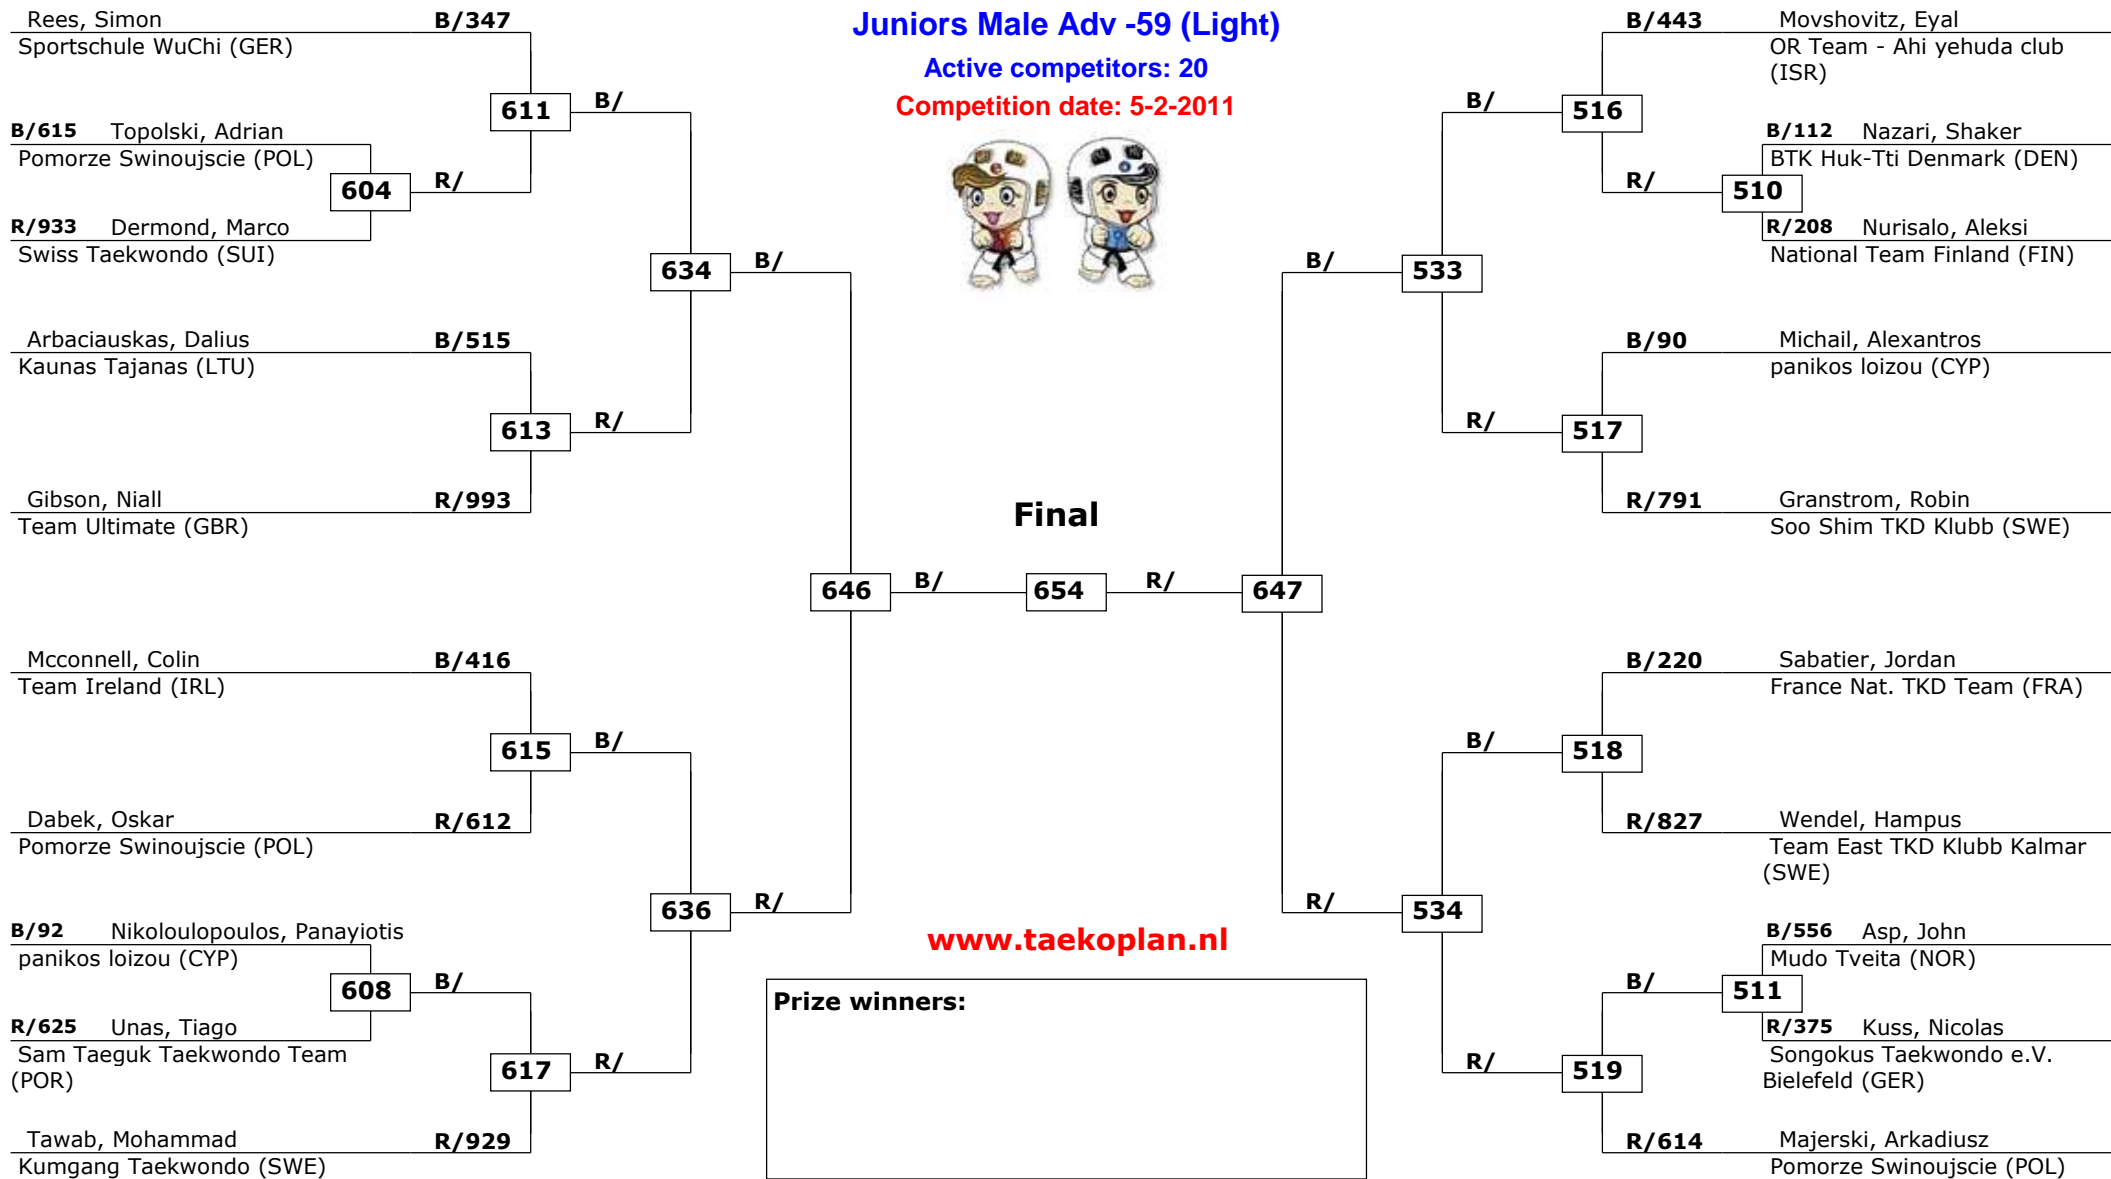 Juniors Male Adv -59 (Light)
Active competitors: 20
Competition date: 5-2-2011
Rees, Simon B/347
Sportschule WuChi (GER)
611 B/
B/615 Topolski, Adrian
Pomorze Swinoujscie (POL)
604 R/
R/933 Dermond, Marco
Swiss Taekwondo (SUI)
634 B/
Arbaciauskas, Dalius B/515
Kaunas Tajanas (LTU)
613 R/
Gibson, Niall R/993
Team Ultimate (GBR)
Mcconnell, Colin B/416
Team Ireland (IRL)
615 B/
Dabek, Oskar R/612
Pomorze Swinoujscie (POL)
636 R/
B/92 Nikoloulopoulos, Panayiotis
panikos loizou (CYP)
608 B/
R/625 Unas, Tiago
Sam Taeguk Taekwondo Team
(POR)
617 R/
Tawab, Mohammad R/929
Kumgang Taekwondo (SWE)
Final
646 B/ 654 R/ 647
www.taekoplan.nl
Prize winners:
B/443 Movshovitz, Eyal
OR Team - Ahi yehuda club
(ISR)
B/ 516
B/112 Nazari, Shaker
BTK Huk-Tti Denmark (DEN)
R/ 510
R/208 Nurisalo, Aleksi
National Team Finland (FIN)
B/ 533
B/90 Michail, Alexantros
panikos loizou (CYP)
R/ 517
R/791 Granstrom, Robin
Soo Shim TKD Klubb (SWE)
B/220 Sabatier, Jordan
France Nat. TKD Team (FRA)
B/ 518
R/827 Wendel, Hampus
Team East TKD Klubb Kalmar
(SWE)
R/ 534
B/556 Asp, John
Mudo Tveita (NOR)
B/ 511
R/375 Kuss, Nicolas
Songokus Taekwondo e.V.
Bielefeld (GER)
R/ 519
R/614 Majerski, Arkadiusz
Pomorze Swinoujscie (POL)